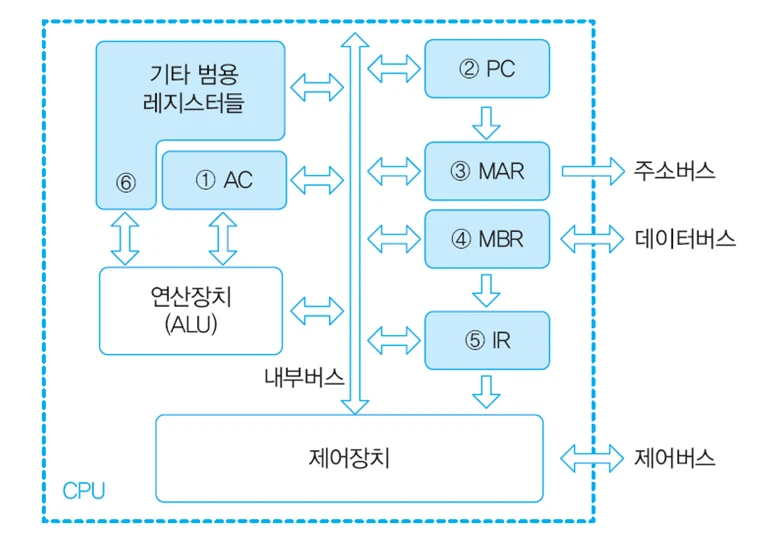 기타 범용
레지스터들
⑥
① AC
② PC
③ MAR
주소버스
④ MBR
데이터버스
연산장치
(ALU)
⑤ IR
내부버스
제어장치
제어버스
CPU